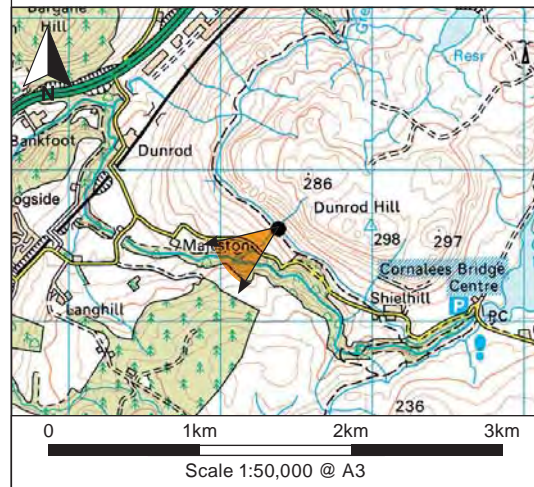 Dargane
Hill
Resr
N
Bankfoot
Dunrod
ogside
286
Dunrod Hill
298
297
Cornalees Bridge
Centre
Langhill
Shielhill
P
PC
236
0
1km
2km
3km
Scale 1:50,000 @ A3